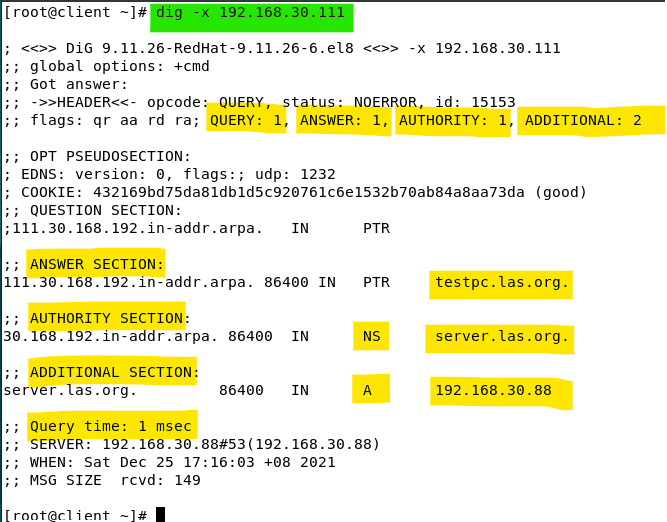 [root@client ~]# dig -x 192.168.30.111
; <<>> DiG 9.11.26-RedHat-9.11.26-6.el8 <<>> -x 192.168.30.111
;; global options: +cmd
;; Got answer:
;; ->>HEADER<<- opcode: QUERY, status: NOERROR, id: 15153
;; flags: qr aa rd ra; QUERY: 1, ANSWER: 1, AUTHORITY: 1, ADDITIONAL: 2
;; OPT PSEUDOSECTION:
; EDNS: version: 0, flags:; udp: 1232
; COOKIE: 432169bd75da81db1d5c920761c6e1532b70ab84a8aa73da (good)
;; QUESTION SECTION:
;111.30.168.192.in-addr.arpa. IN PTR
;; ANSWER SECTION:
111.30.168.192.in-addr.arpa. 86400 IN PTR testpc.las.org.
;; AUTHORITY SECTION:
30.168.192.in-addr.arpa. 86400 IN NS server.las.org.
;; ADDITIONAL SECTION:
server.las.org. 86400 IN A 192.168.30.88
;; Query time: 1 msec
;; SERVER: 192.168.30.88#53(192.168.30.88)
;; WHEN: Sat Dec 25 17:16:03 +08 2021
;; MSG SIZE rcvd: 149
[root@client ~]#